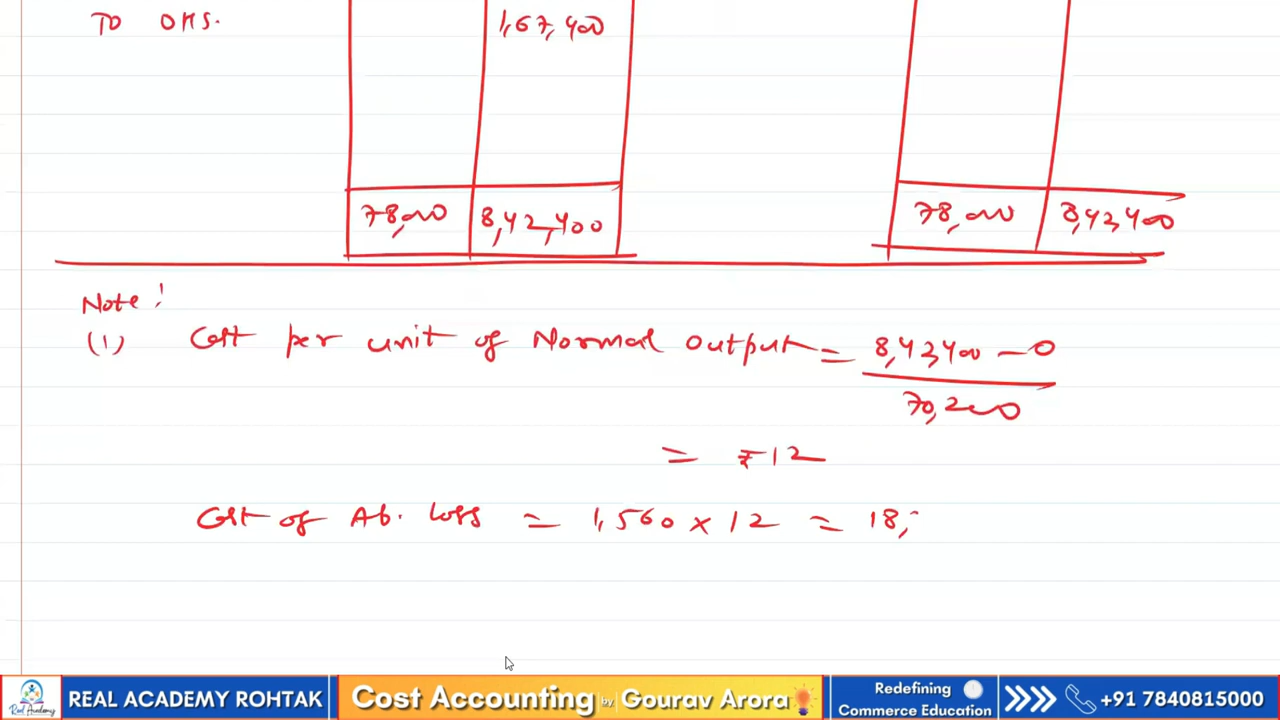 TO OHS. 1,67,400
78,000 8,42,400 78,000 8,42,400
Note:
(1) Cost per unit of Normal Output = 8,42,400 - 0
70,200
= ₹12
Cost of Ab. Loss = 1,560 x 12 = 18,
Real Academy
REAL ACADEMY ROHTAK
Cost Accounting by Gourav Arora
Redefining
Commerce Education
+91 7840815000